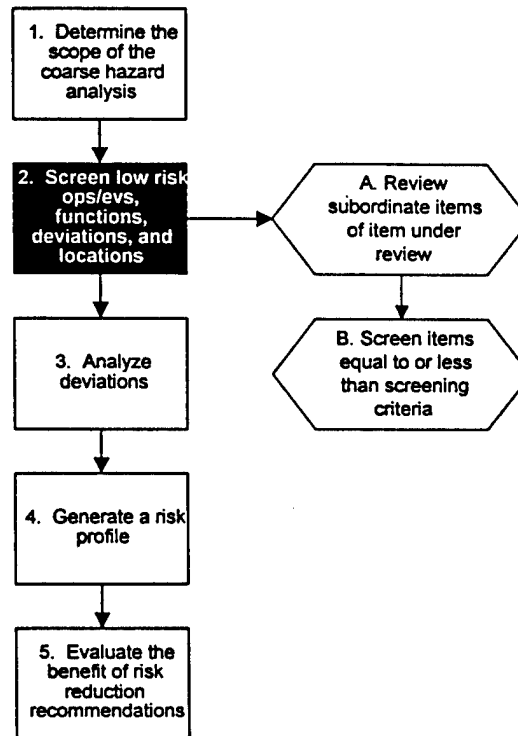 1. Determine the
scope of the
coarse hazard
analysis
2. Screen low risk
ops/evs,
functions,
deviations, and
locations
A. Review
subordinate items
of item under
review
3. Analyze
deviations
B. Screen items
equal to or less
than screening
criteria
4. Generate a risk
profile
5. Evaluate the
benefit of risk
reduction
recommendations